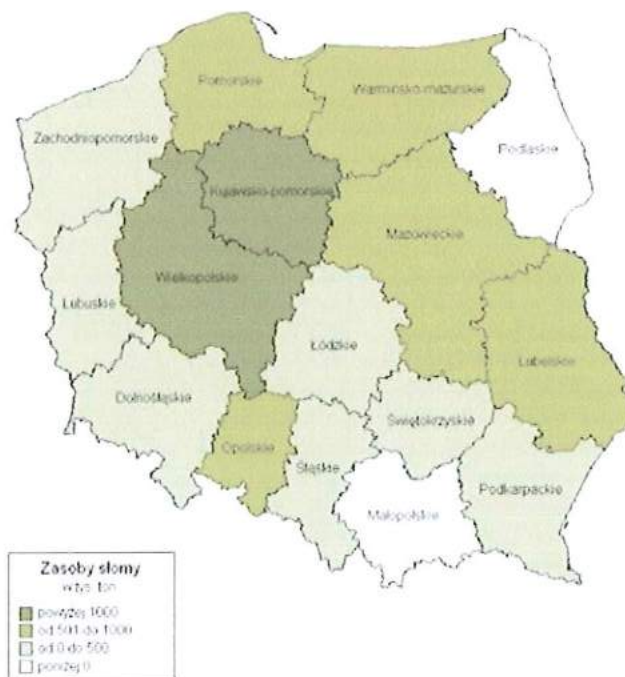 Pomorskie
Warmińsko-mazurskie
Zachodniopomorskie
Podlaskie
Kujawsko-pomorskie
Mazowieckie
Wielkopolskie
Lubuskie
Łódzkie
Lubelskie
Dolnośląskie
Świętokrzyskie
Opolskie
Śląskie
Podkarpackie
Małopolskie
Zasoby słomy
w tys. ton
powyżej 1000
od 501 do 1000
od 0 do 500
poniżej 0